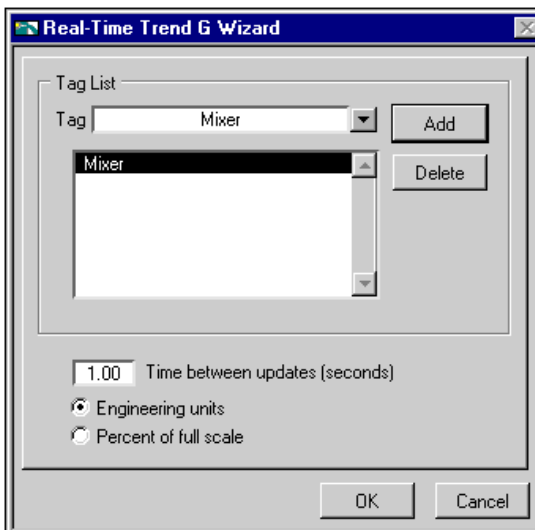 Real-Time Trend G Wizard
Tag List
Tag Mixer Add
Mixer
Delete
1.00 Time between updates (seconds)
Engineering units
Percent of full scale
OK Cancel